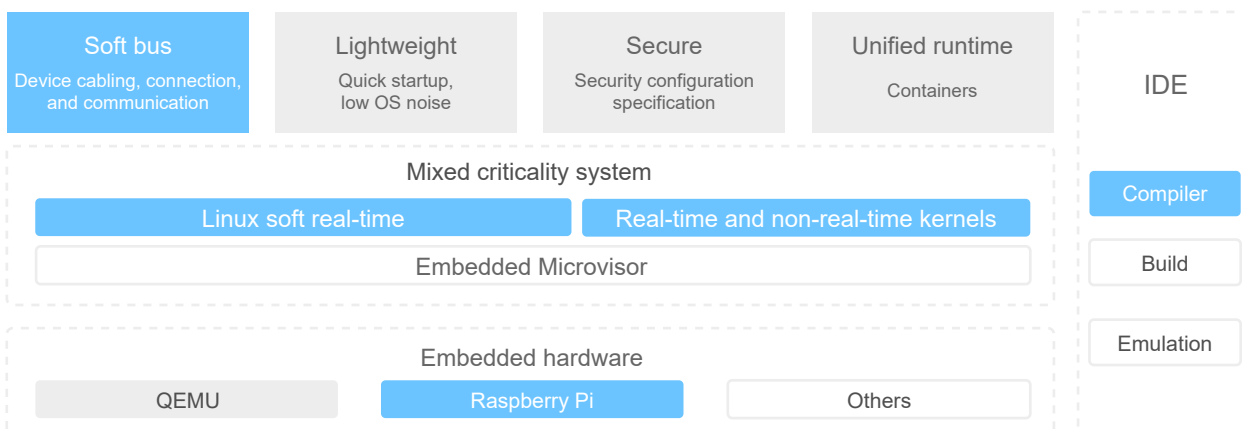 Soft bus
Device cabling, connection,
and communication
Lightweight
Quick startup,
low OS noise
Secure
Security configuration
specification
Unified runtime
Containers
Mixed criticality system
Linux soft real-time
Real-time and non-real-time kernels
Embedded Microvisor
Embedded hardware
QEMU
Raspberry Pi
Others
IDE
Compiler
Build
Emulation